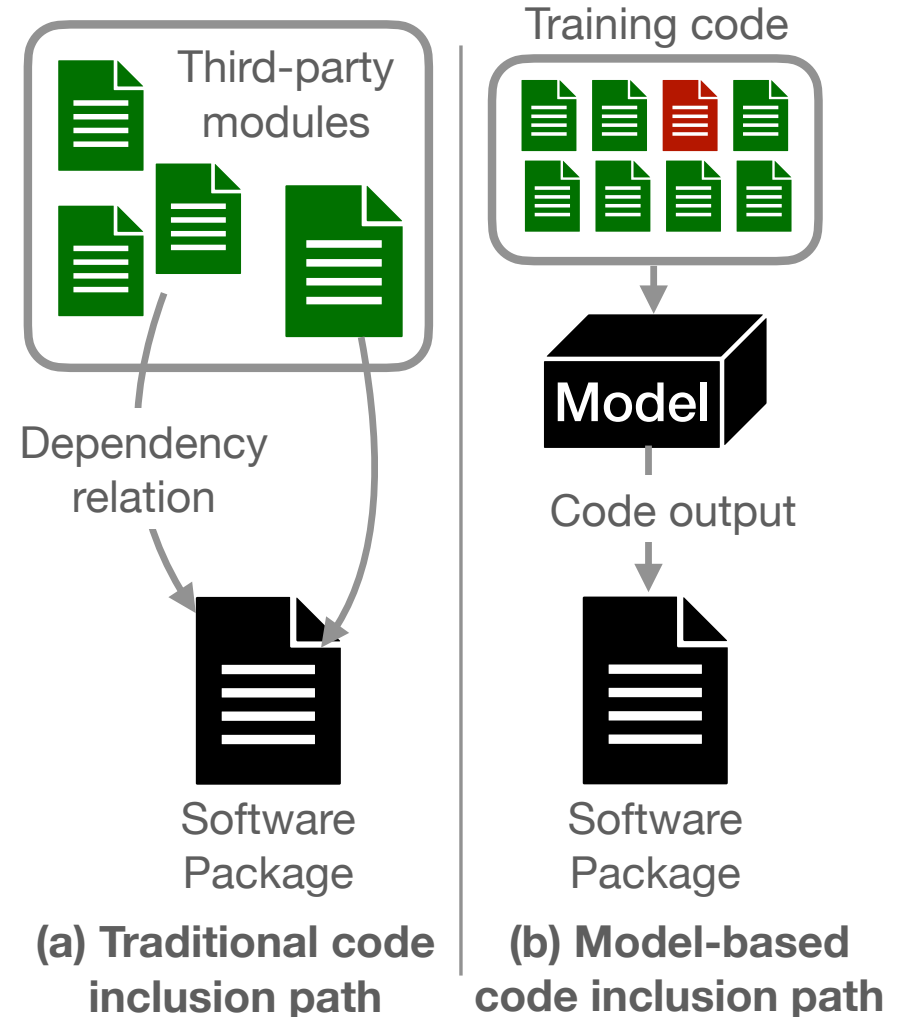 Third-party
modules
Dependency
relation
Software
Package
(a) Traditional code
inclusion path
Training code
Model
Code output
Software
Package
(b) Model-based
code inclusion path